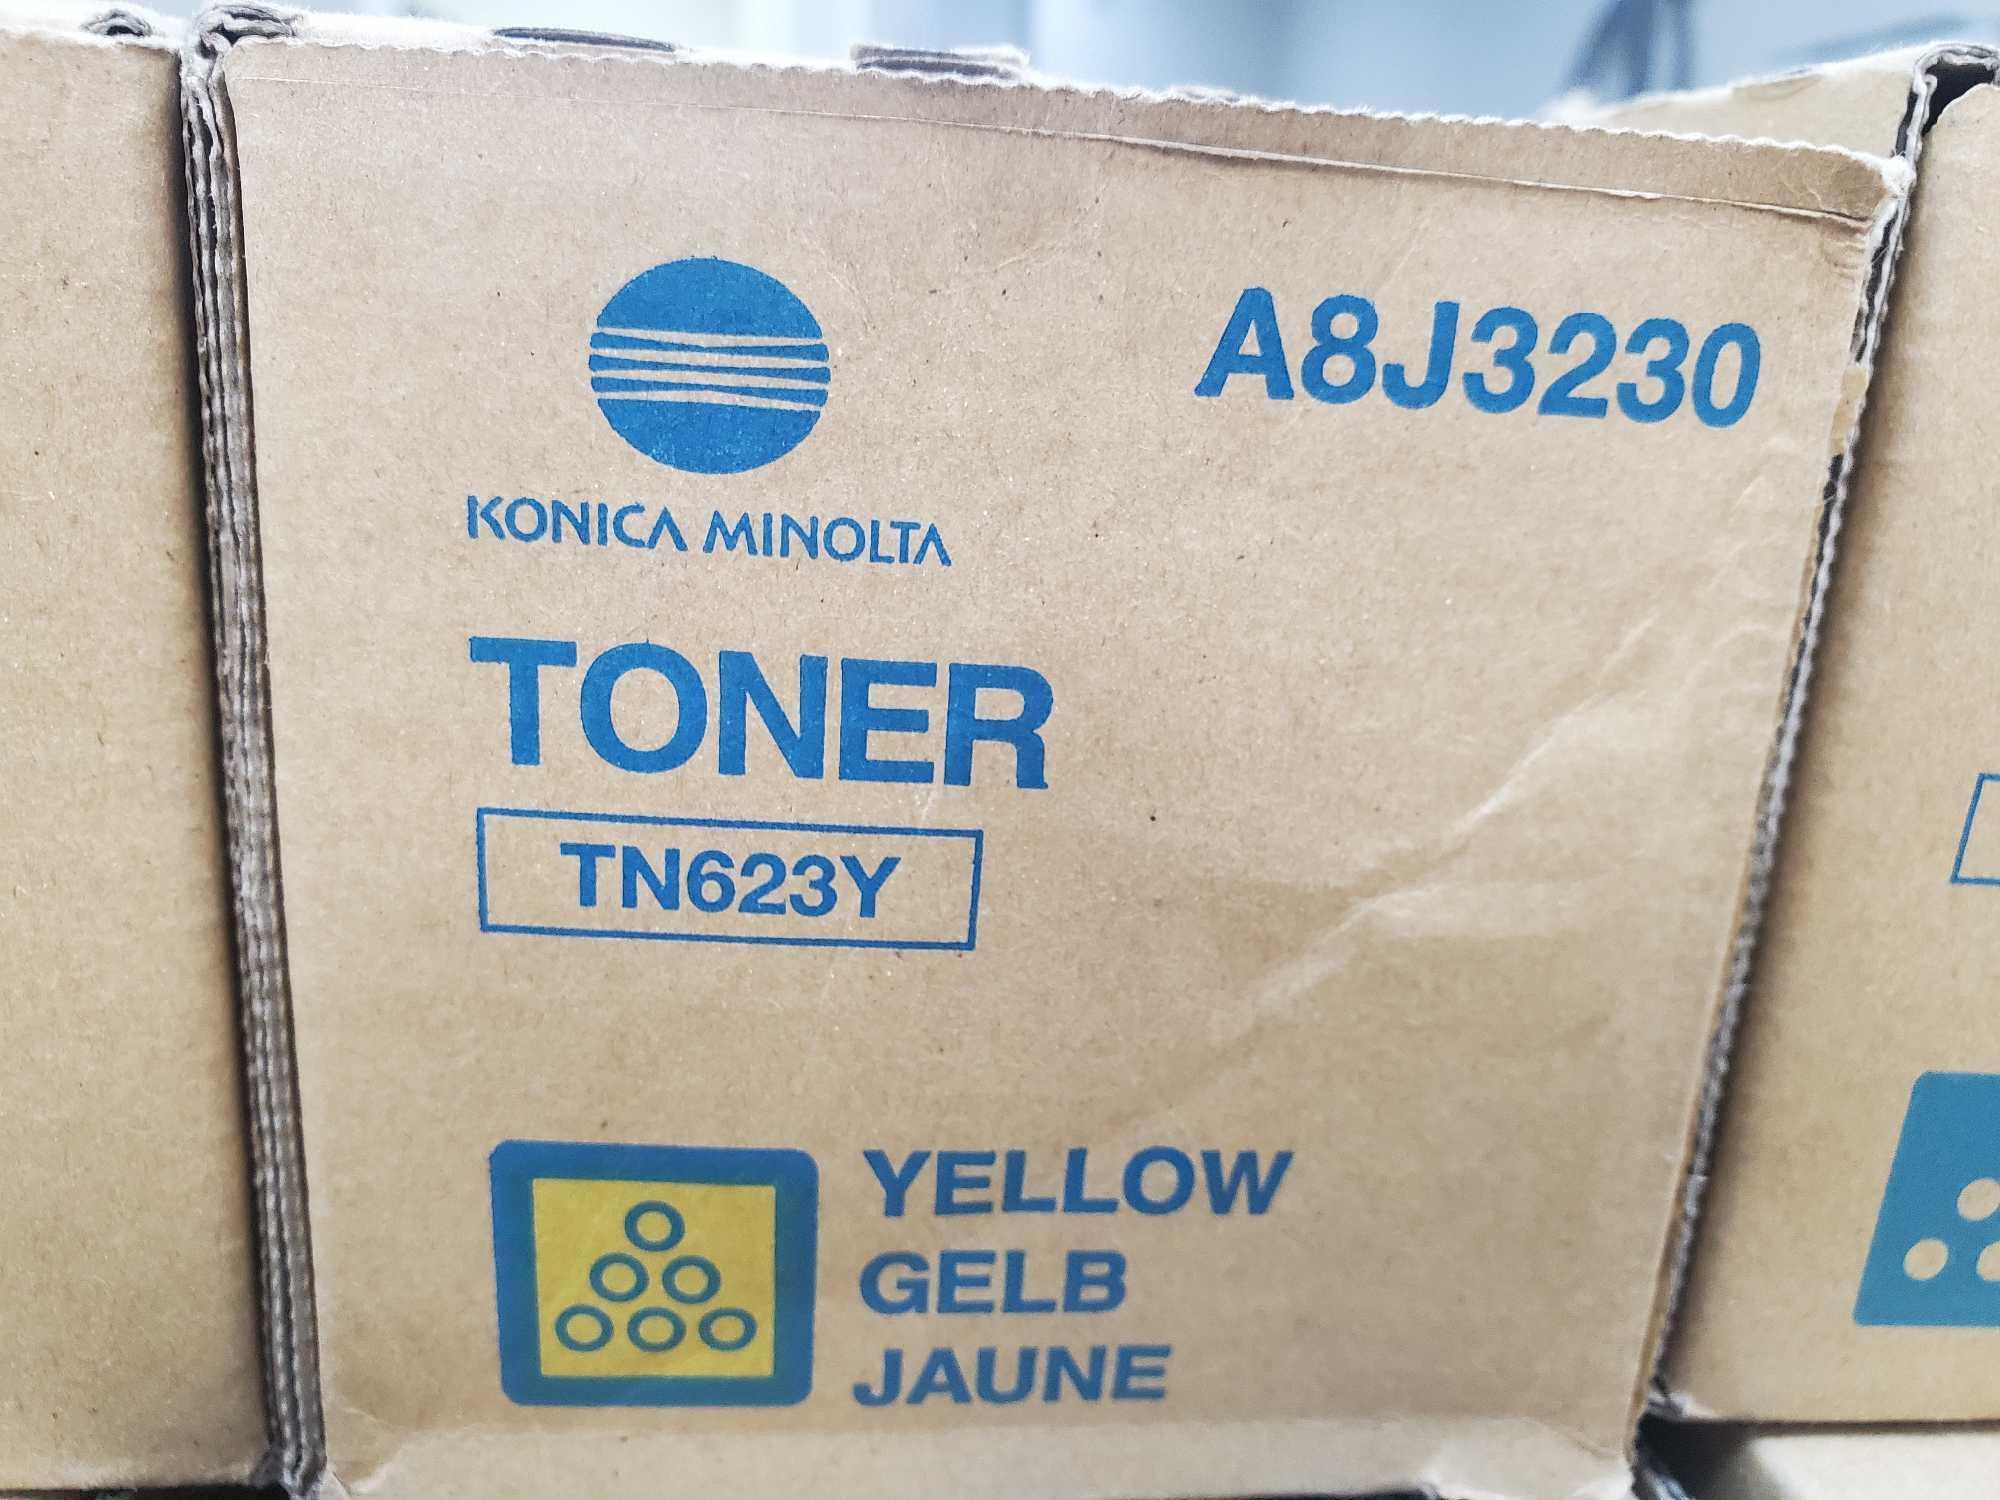 A8J3230
KONICA MINOLTA
TONER
TN623Y
YELLOW
GELB
JAUNE